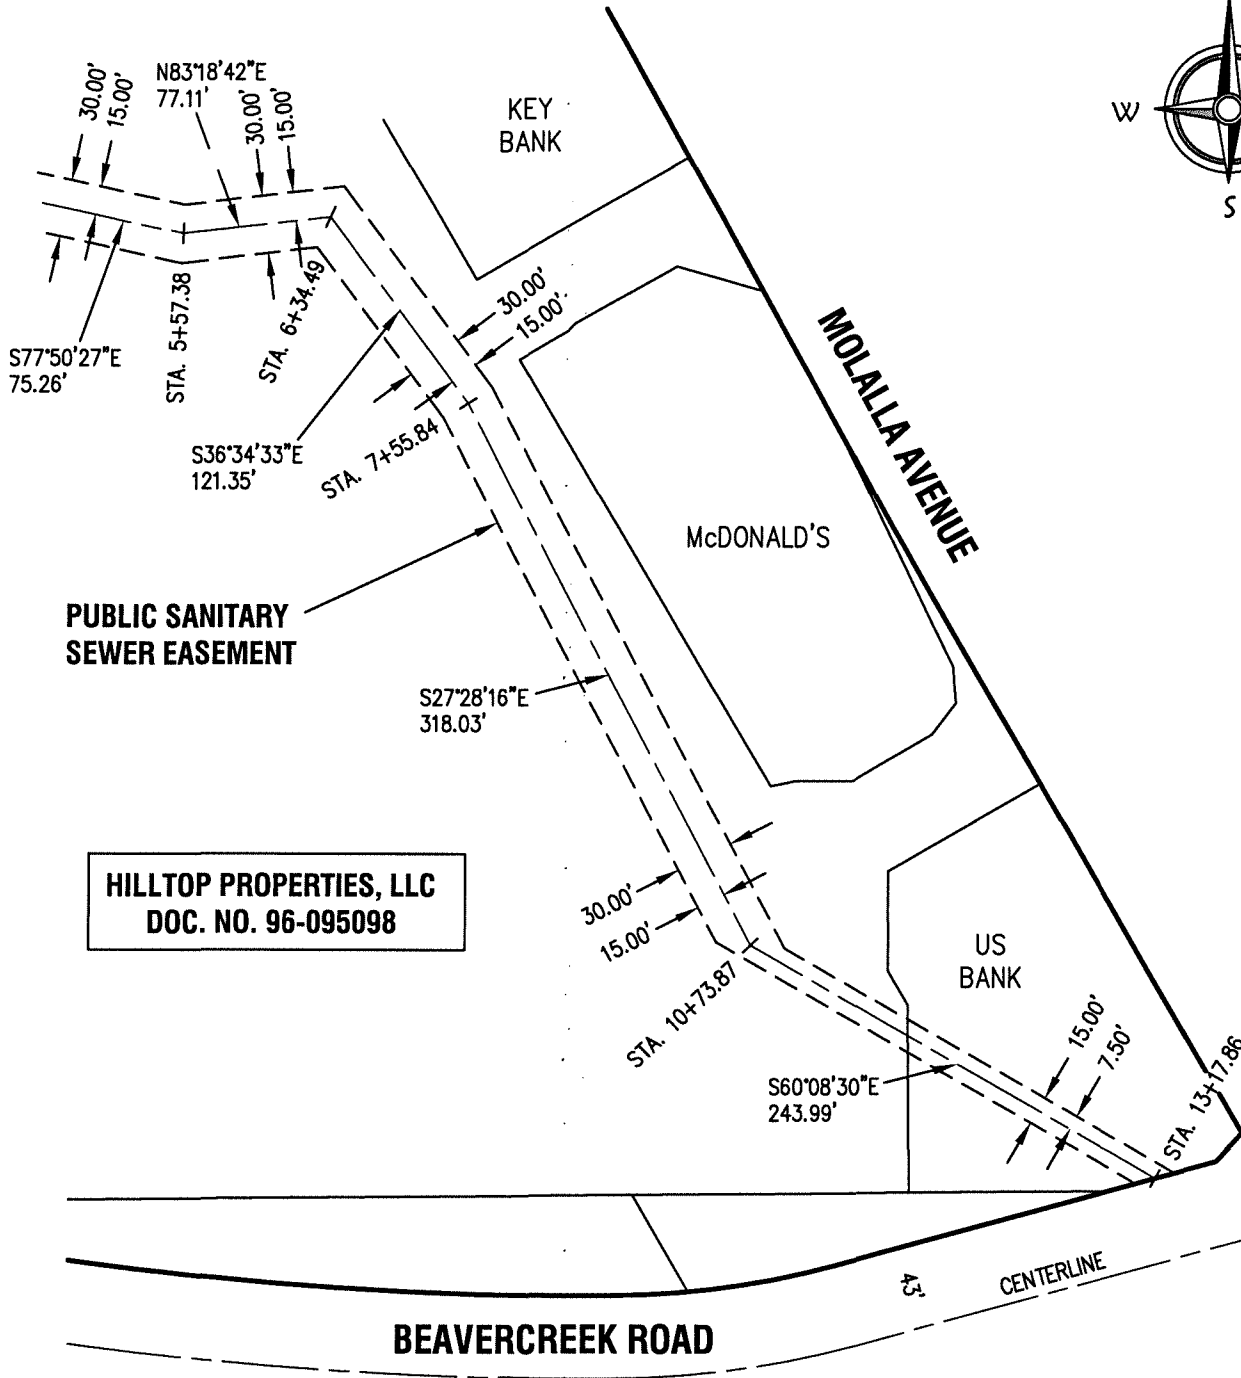 N83°18'42"E
77.11'
30.00'
15.00'
30.00'
15.00'
KEY
BANK
W
S
S77°50'27"E
75.26'
STA. 5+57.38
STA. 6+34.49
30.00'
15.00'
S36°34'33"E
121.35'
STA. 7+55.84
MOLALLA AVENUE
McDONALD'S
PUBLIC SANITARY
SEWER EASEMENT
S27°28'16"E
318.03'
HILLTOP PROPERTIES, LLC
DOC. NO. 96-095098
30.00'
15.00'
STA. 10+73.87
US
BANK
S60°08'30"E
243.99'
15.00'
7.50'
STA. 13+17.86
43'
CENTERLINE
BEAVERCREEK ROAD